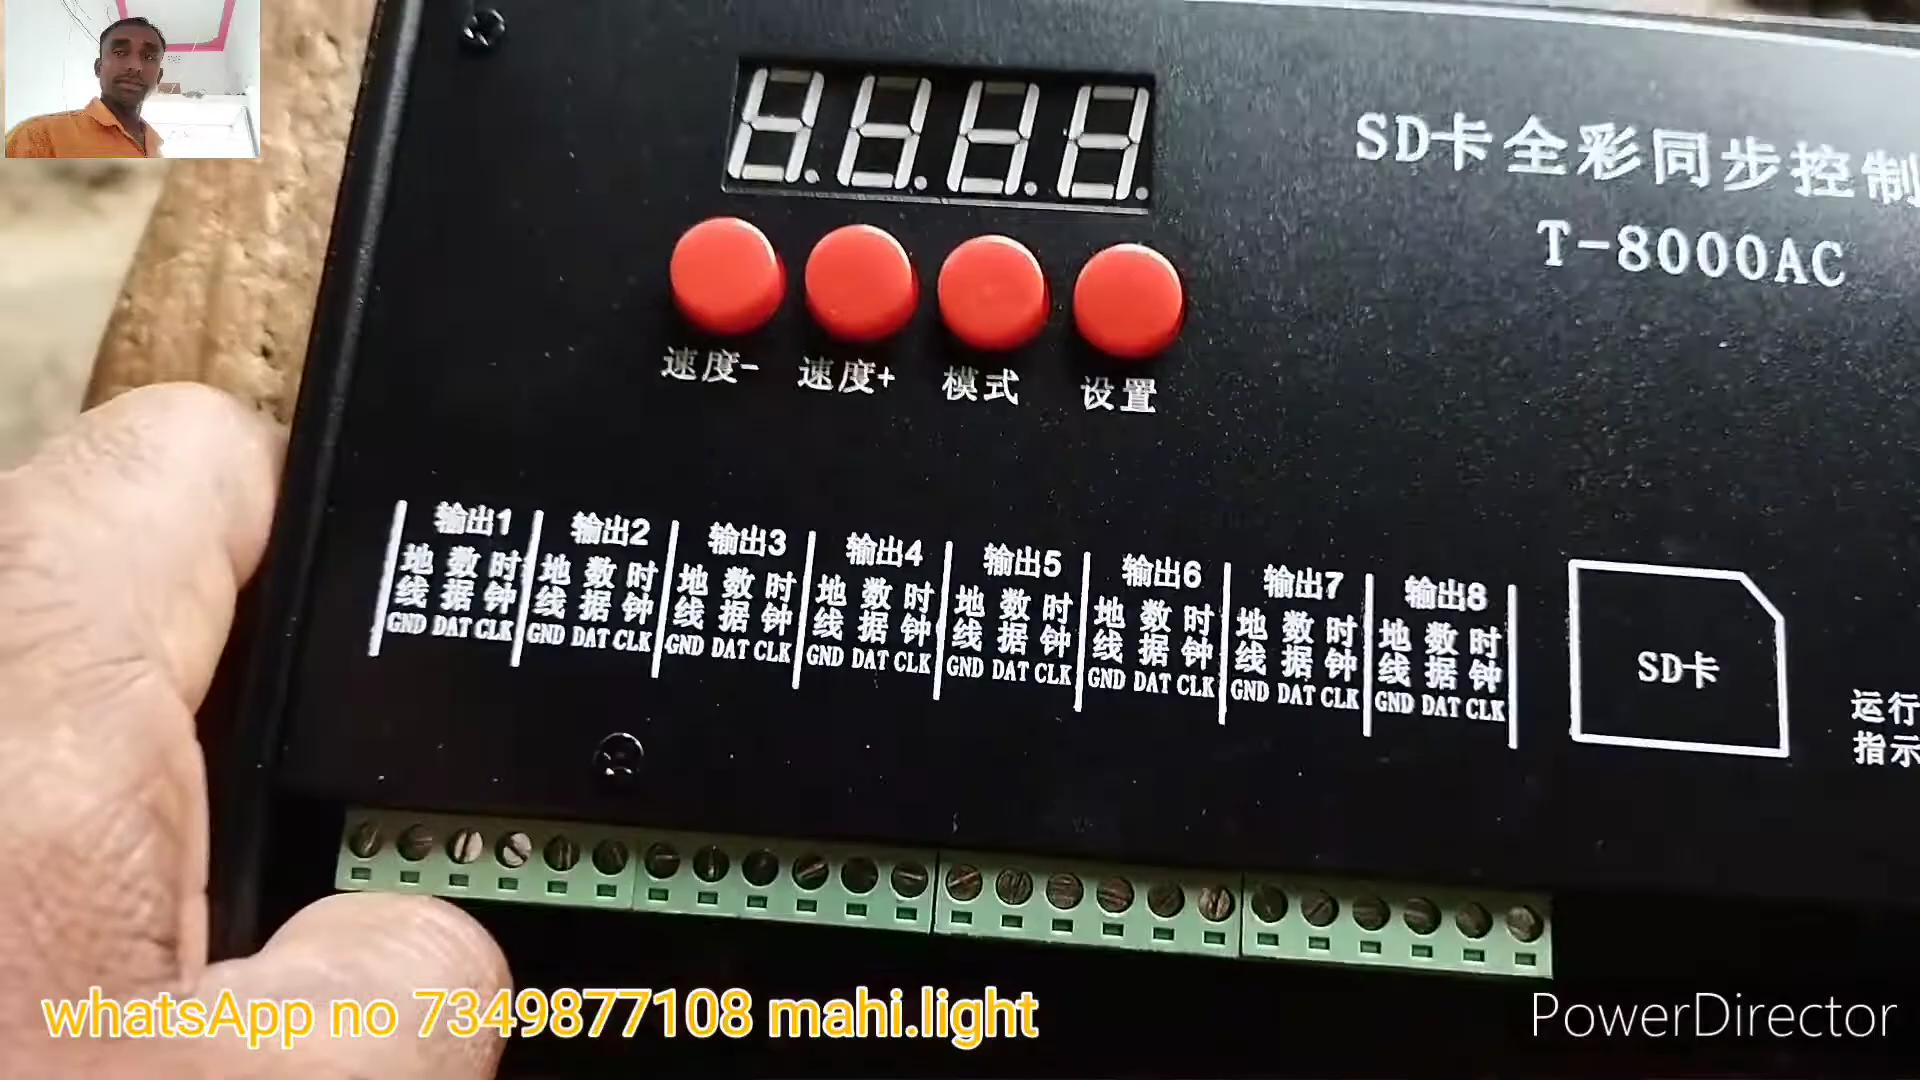 SD卡全彩同步控制
T-8000AC
速度- 速度+ 模式 设置
输出1 输出2 输出3 输出4 输出5 输出6 输出7 输出8
地线 数据 时钟 地线 数据 时钟 地线 数据 时钟 地线 数据 时钟 地线 数据 时钟 地线 数据 时钟 地线 数据 时钟 地线 数据 时钟
GND DAT CLK GND DAT CLK GND DAT CLK GND DAT CLK GND DAT CLK GND DAT CLK GND DAT CLK GND DAT CLK
SD卡
运行
指示
whatsApp no 7349877108 mahi.light
PowerDirector